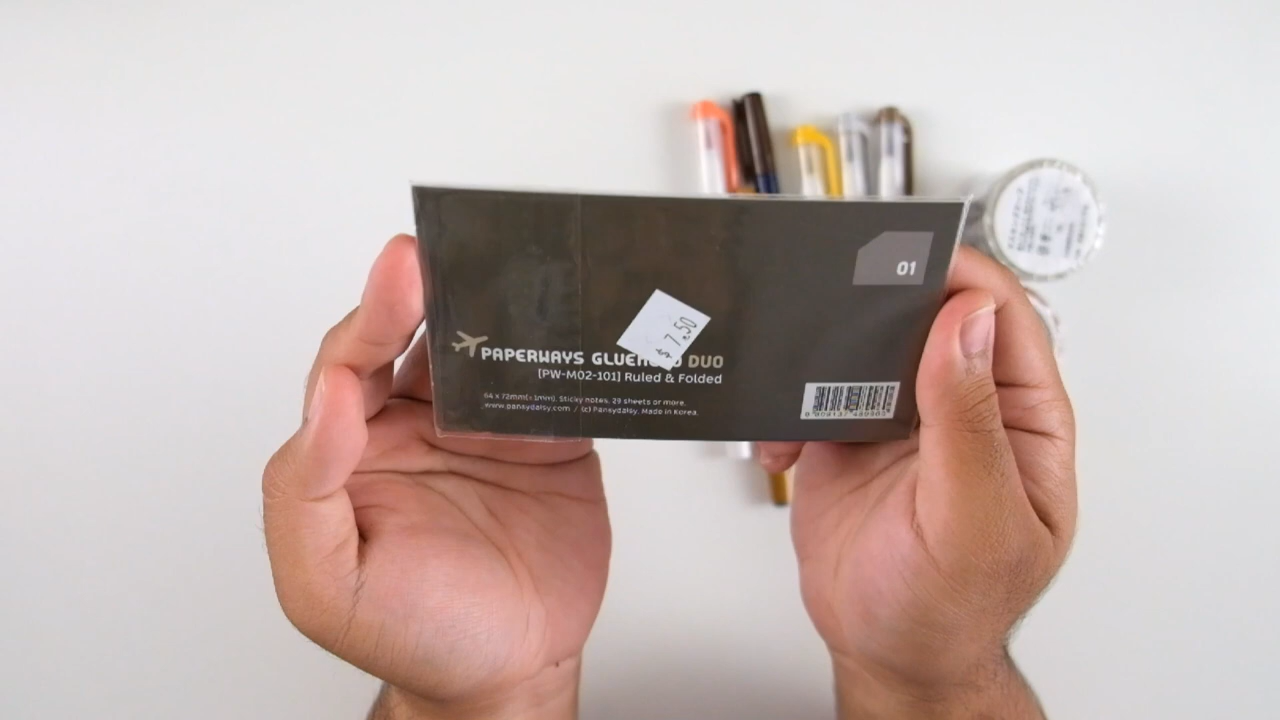 01
$7.50
PAPERWAYS GLUE DUO
[PW-M02-101] Ruled & Folded
64 x 72mm(±1mm). Sticky notes. 29 sheets or more.
www.pansydaisy.com / (c) Pansydaisy, Made in Korea.